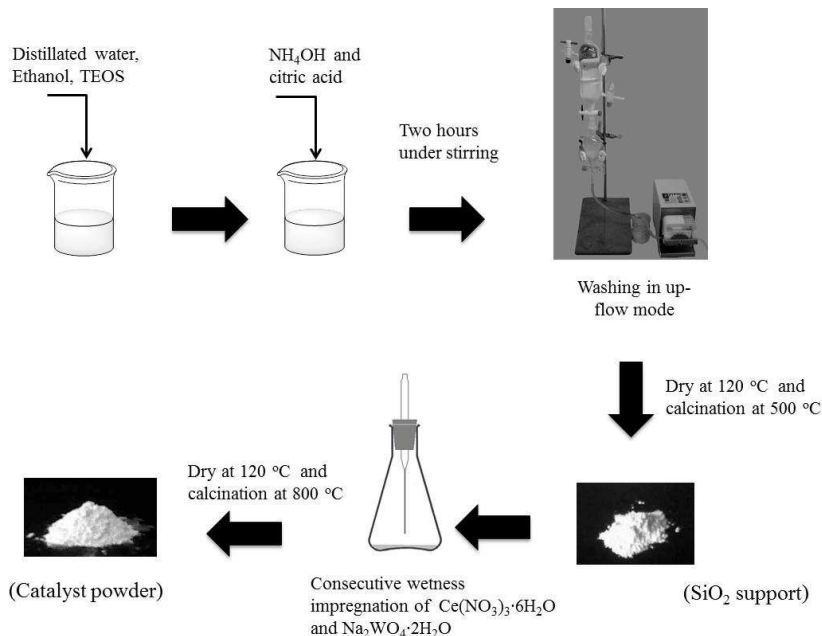 Distillated water,
Ethanol, TEOS
NH₄OH and
citric acid
Two hours
under stirring
Washing in up-
flow mode
Dry at 120 °C and
calcination at 500 °C
Dry at 120 °C and
calcination at 800 °C
(Catalyst powder)
Consecutive wetness
impregnation of Ce(NO₃)₃·6H₂O
and Na₂WO₄·2H₂O
(SiO₂ support)